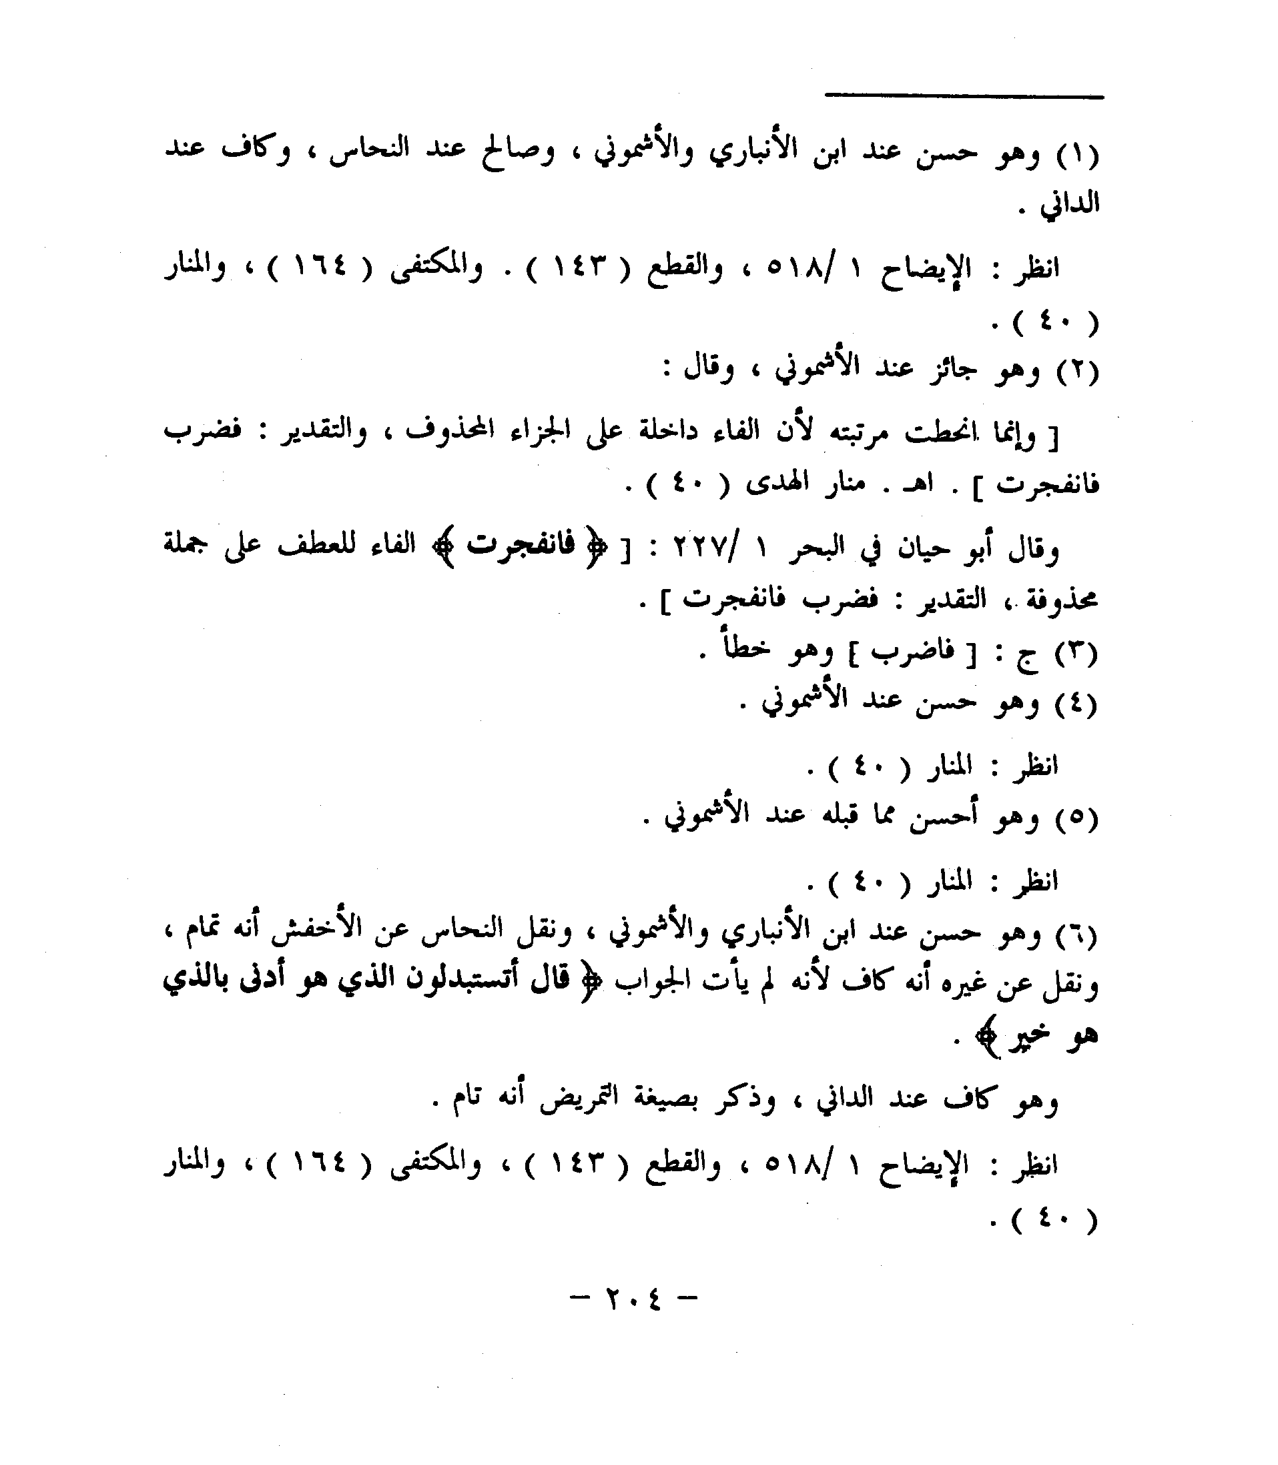 (١) وهو حسن عند ابن الأنباري والأشموني ، وصالح عند النحاس ، وكاف عند
الداني .
انظر : الإيضاح ١ /٥١٨ ، والقطع ( ١٤٣ ) . والمكتفى ( ١٦٤ ) ، والمنار
( ٤٠ ) .
(٢) وهو جائز عند الأشموني ، وقال :
[ وإنما انحطت مرتبته لأن الفاء داخلة على الجزاء المحذوف ، والتقدير : فضرب
فانفجرت ] . اهـ . منار الهدى ( ٤٠ ) .
وقال أبو حيان في البحر ١ /٢٢٧ : [ ﴿ فانفجرت ﴾ الفاء للعطف على جملة
محذوفة ، التقدير : فضرب فانفجرت ] .
(٣) ج : [ فاضرب ] وهو خطأ .
(٤) وهو حسن عند الأشموني .
انظر : المنار ( ٤٠ ) .
(٥) وهو أحسن مما قبله عند الأشموني .
انظر : المنار ( ٤٠ ) .
(٦) وهو حسن عند ابن الأنباري والأشموني ، ونقل النحاس عن الأخفش أنه تمام ،
ونقل عن غيره أنه كاف لأنه لم يأت الجواب ﴿ قال أتستبدلون الذي هو أدنى بالذي
هو خير ﴾ .
وهو كاف عند الداني ، وذكر بصيغة التمريض أنه تام .
انظر : الإيضاح ١ /٥١٨ ، والقطع ( ١٤٣ ) ، والمكتفى ( ١٦٤ ) ، والمنار
( ٤٠ ) .
– ٢٠٤ –